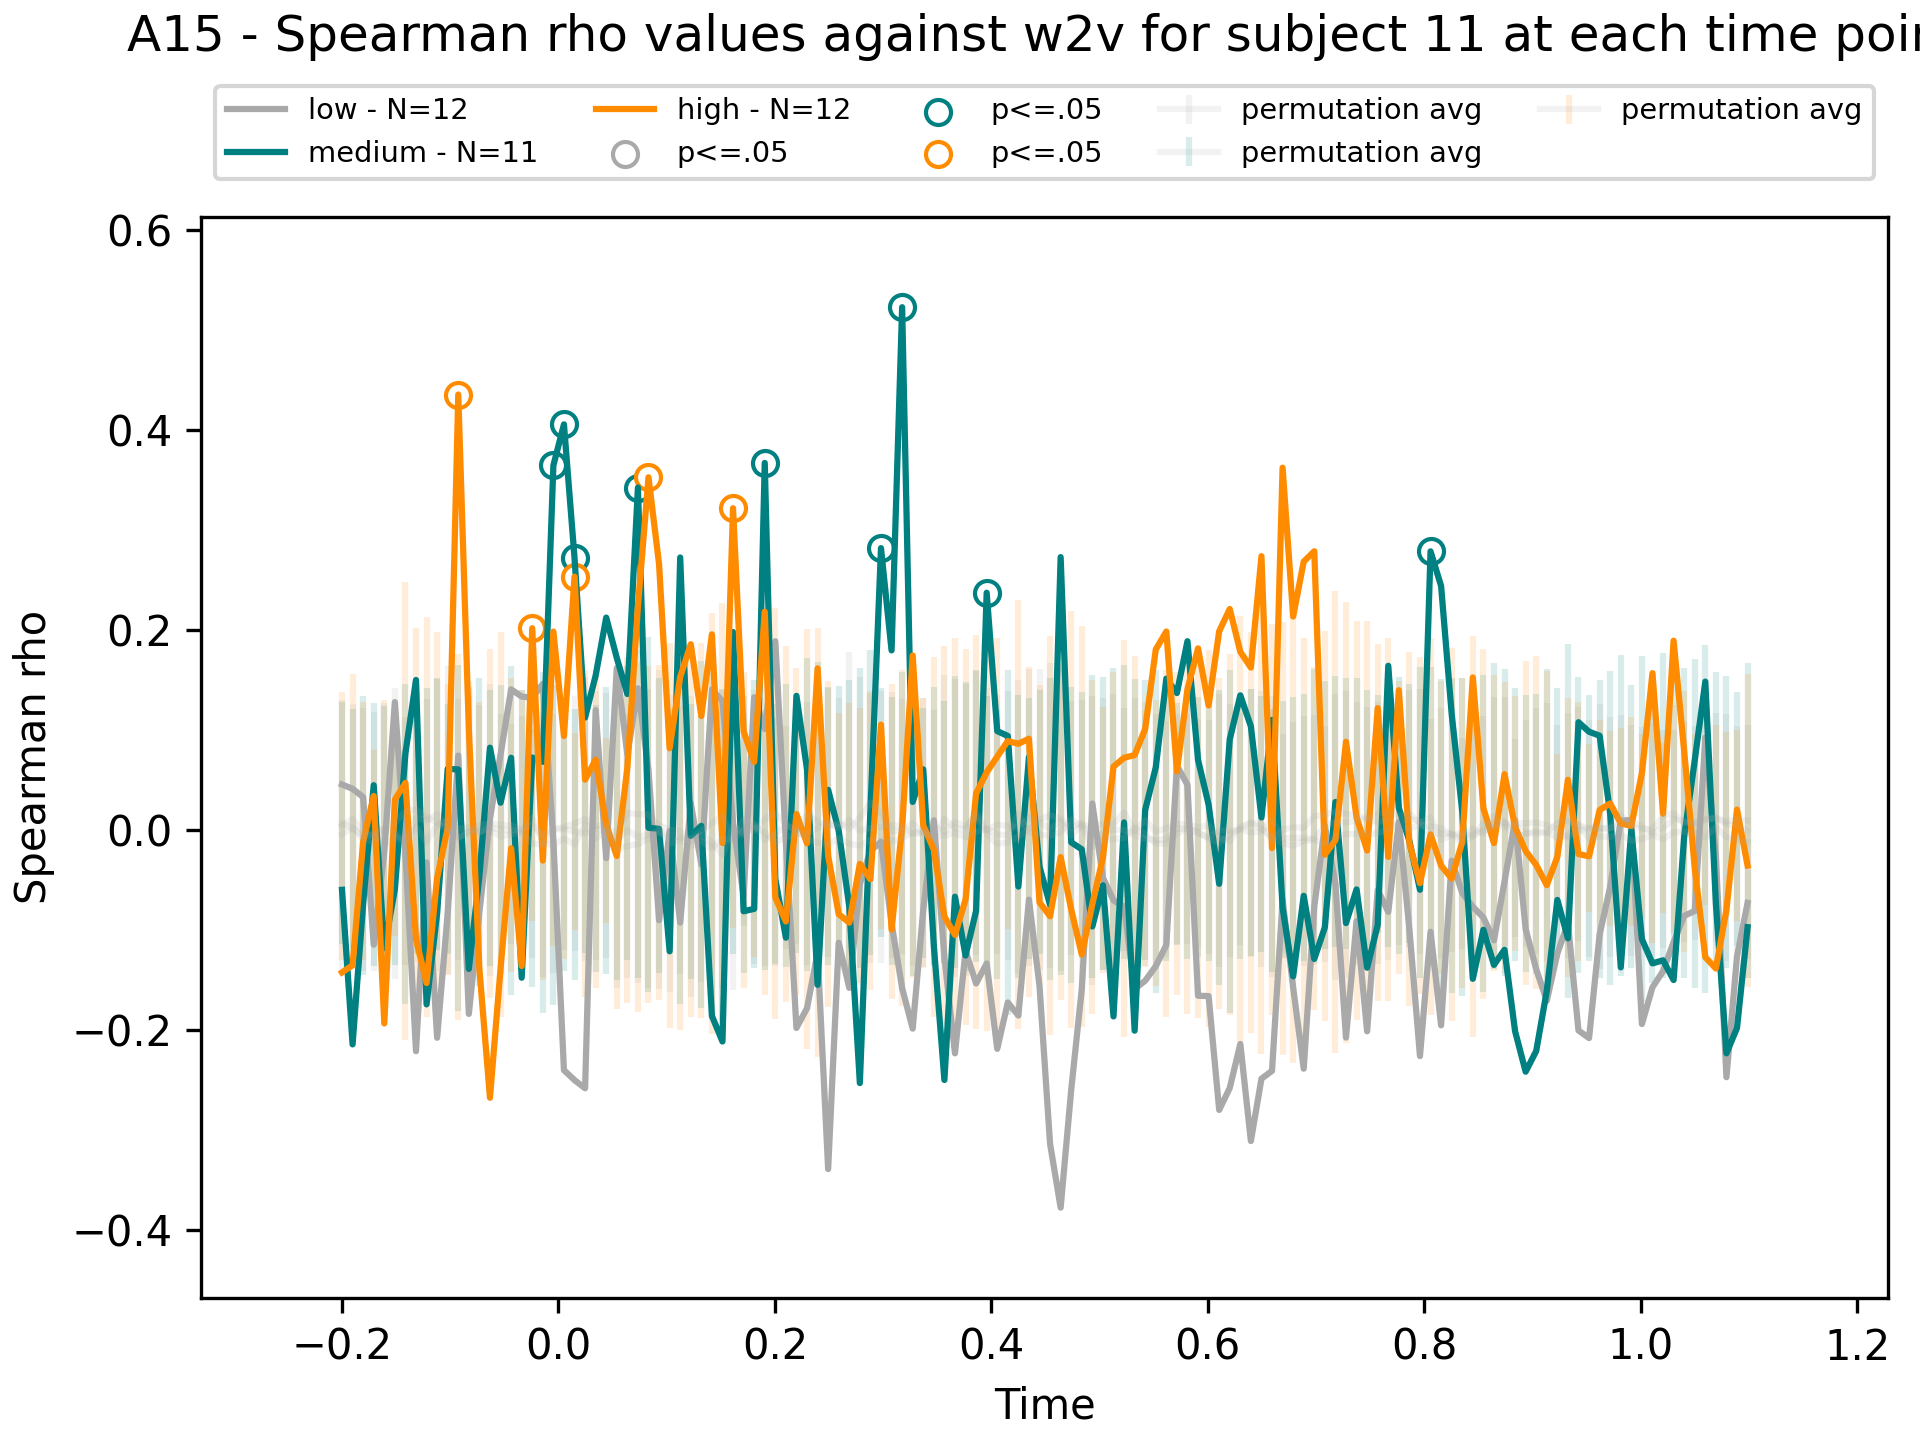 A15 - Spearman rho values against w2v for subject 11 at each time
low - N=12
medium - N=11
high - N=12
p<=.05
p<=.05
p<=.05
permutation avg
permutation avg
permutation avg
0.6
0.4
0.2
0.0
−0.2
−0.4
Spearman rho
−0.2 0.0 0.2 0.4 0.6 0.8 1.0 1.2
Time